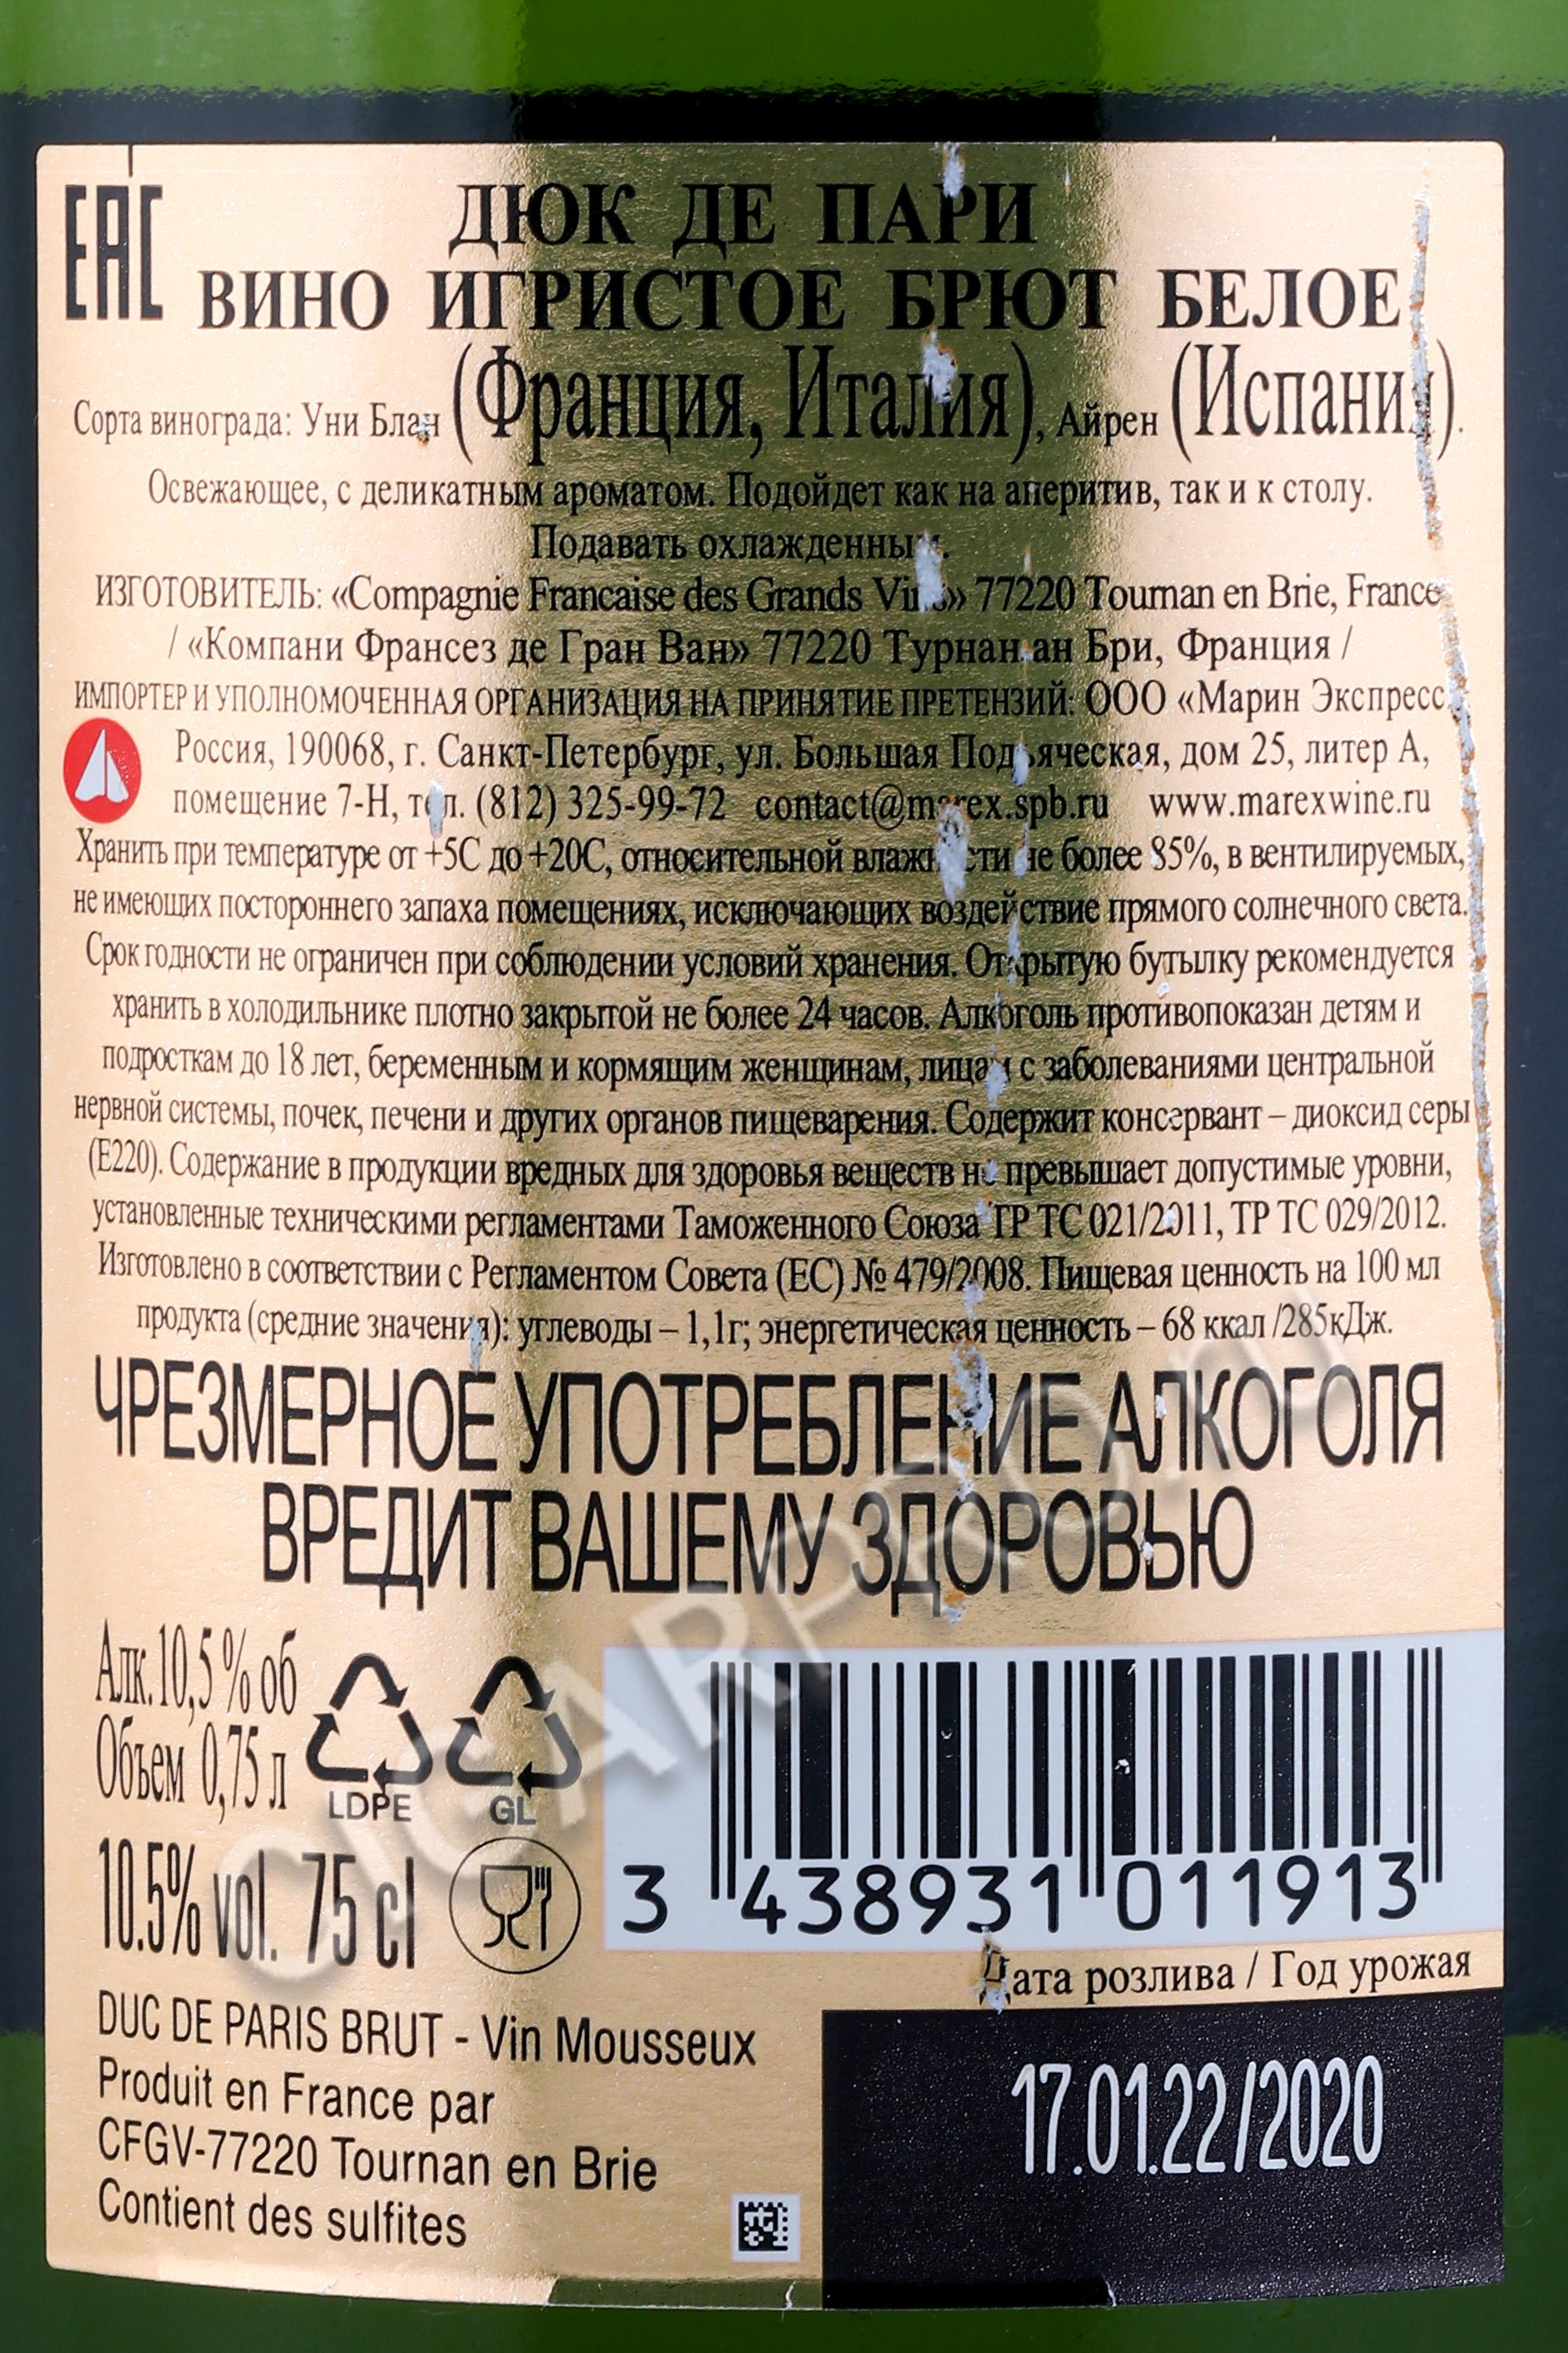 ЕАС
ДЮК ДЕ ПАРИ
ВИНО ИГРИСТОЕ БРЮТ БЕЛОЕ
Сорта винограда: Уни Блан (Франция, Италия), Айрен (Испания).
Освежающее, с деликатным ароматом. Подойдет как на аперитив, так и к столу.
Подавать охлажденным.
ИЗГОТОВИТЕЛЬ: «Compagnie Francaise des Grands Vins» 77220 Tournan en Brie, France
/ «Компани Франсез де Гран Ван» 77220 Турнан ан Бри, Франция /
ИМПОРТЕР И УПОЛНОМОЧЕННАЯ ОРГАНИЗАЦИЯ НА ПРИНЯТИЕ ПРЕТЕНЗИЙ: ООО «Марин Экспресс»
Россия, 190068, г. Санкт-Петербург, ул. Большая Подьяческая, дом 25, литер А,
помещение 7-Н, тел. (812) 325-99-72 contact@marex.spb.ru www.marexwine.ru
Хранить при температуре от +5С до +20С, относительной влажности не более 85%, в вентилируемых,
не имеющих постороннего запаха помещениях, исключающих воздействие прямого солнечного света.
Срок годности не ограничен при соблюдении условий хранения. Открытую бутылку рекомендуется
хранить в холодильнике плотно закрытой не более 24 часов. Алкоголь противопоказан детям и
подросткам до 18 лет, беременным и кормящим женщинам, лицам с заболеваниями центральной
нервной системы, почек, печени и других органов пищеварения. Содержит консервант – диоксид серы
(Е220). Содержание в продукции вредных для здоровья веществ не превышает допустимые уровни,
установленные техническими регламентами Таможенного Союза ТР ТС 021/2011, ТР ТС 029/2012.
Изготовлено в соответствии с Регламентом Совета (ЕС) № 479/2008. Пищевая ценность на 100 мл
продукта (средние значения): углеводы – 1,1г; энергетическая ценность – 68 ккал /285кДж.
ЧРЕЗМЕРНОЕ УПОТРЕБЛЕНИЕ АЛКОГОЛЯ
ВРЕДИТ ВАШЕМУ ЗДОРОВЬЮ
Алк.10,5 % об
Объем 0,75 л
LDPE GL
10.5% vol. 75 cl
3 438931 011913
Дата розлива / Год урожая
17.01.22/2020
DUC DE PARIS BRUT - Vin Mousseux
Produit en France par
CFGV-77220 Tournan en Brie
Contient des sulfites
CIGARPRO.ru